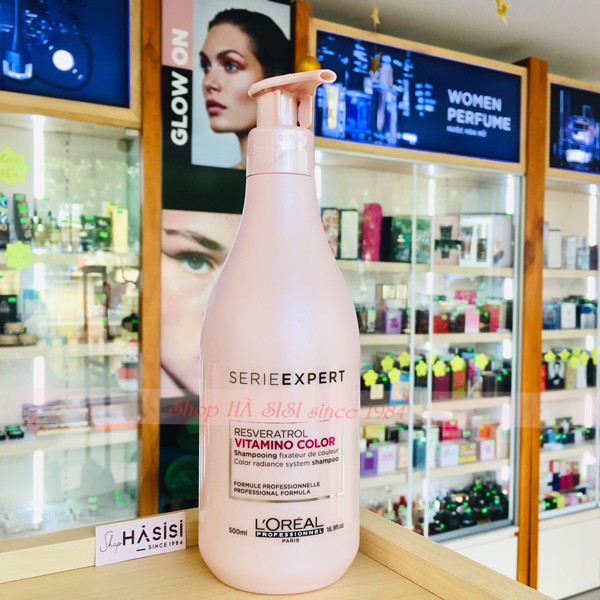 GLOW ON
WOMEN
PERFUME
NƯỚC HOA NỮ
SERIEEXPERT
Shop HÀ SISI since 1984
RESVERATROL
VITAMINO COLOR
Shampooing fixateur de couleur
Color radiance system shampoo
FORMULE PROFESSIONNELLE
PROFESSIONAL FORMULA
L'ORÉAL
500ml PROFESSIONNEL 16.9fl.oz
PARIS
Shop HÀSISI
SINCE 1984